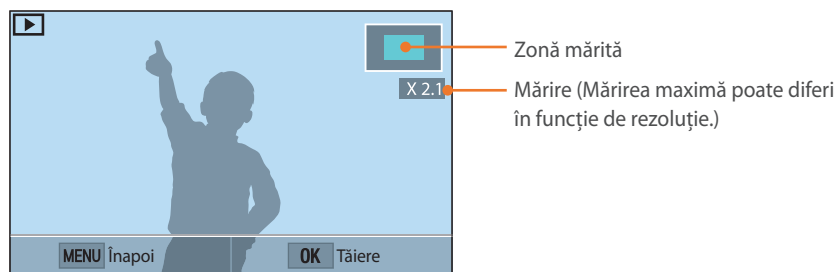 Zonă mărită
X 2.1
Mărire (Mărirea maximă poate diferi
în funcție de rezoluție.)
MENU Înapoi
OK Tăiere